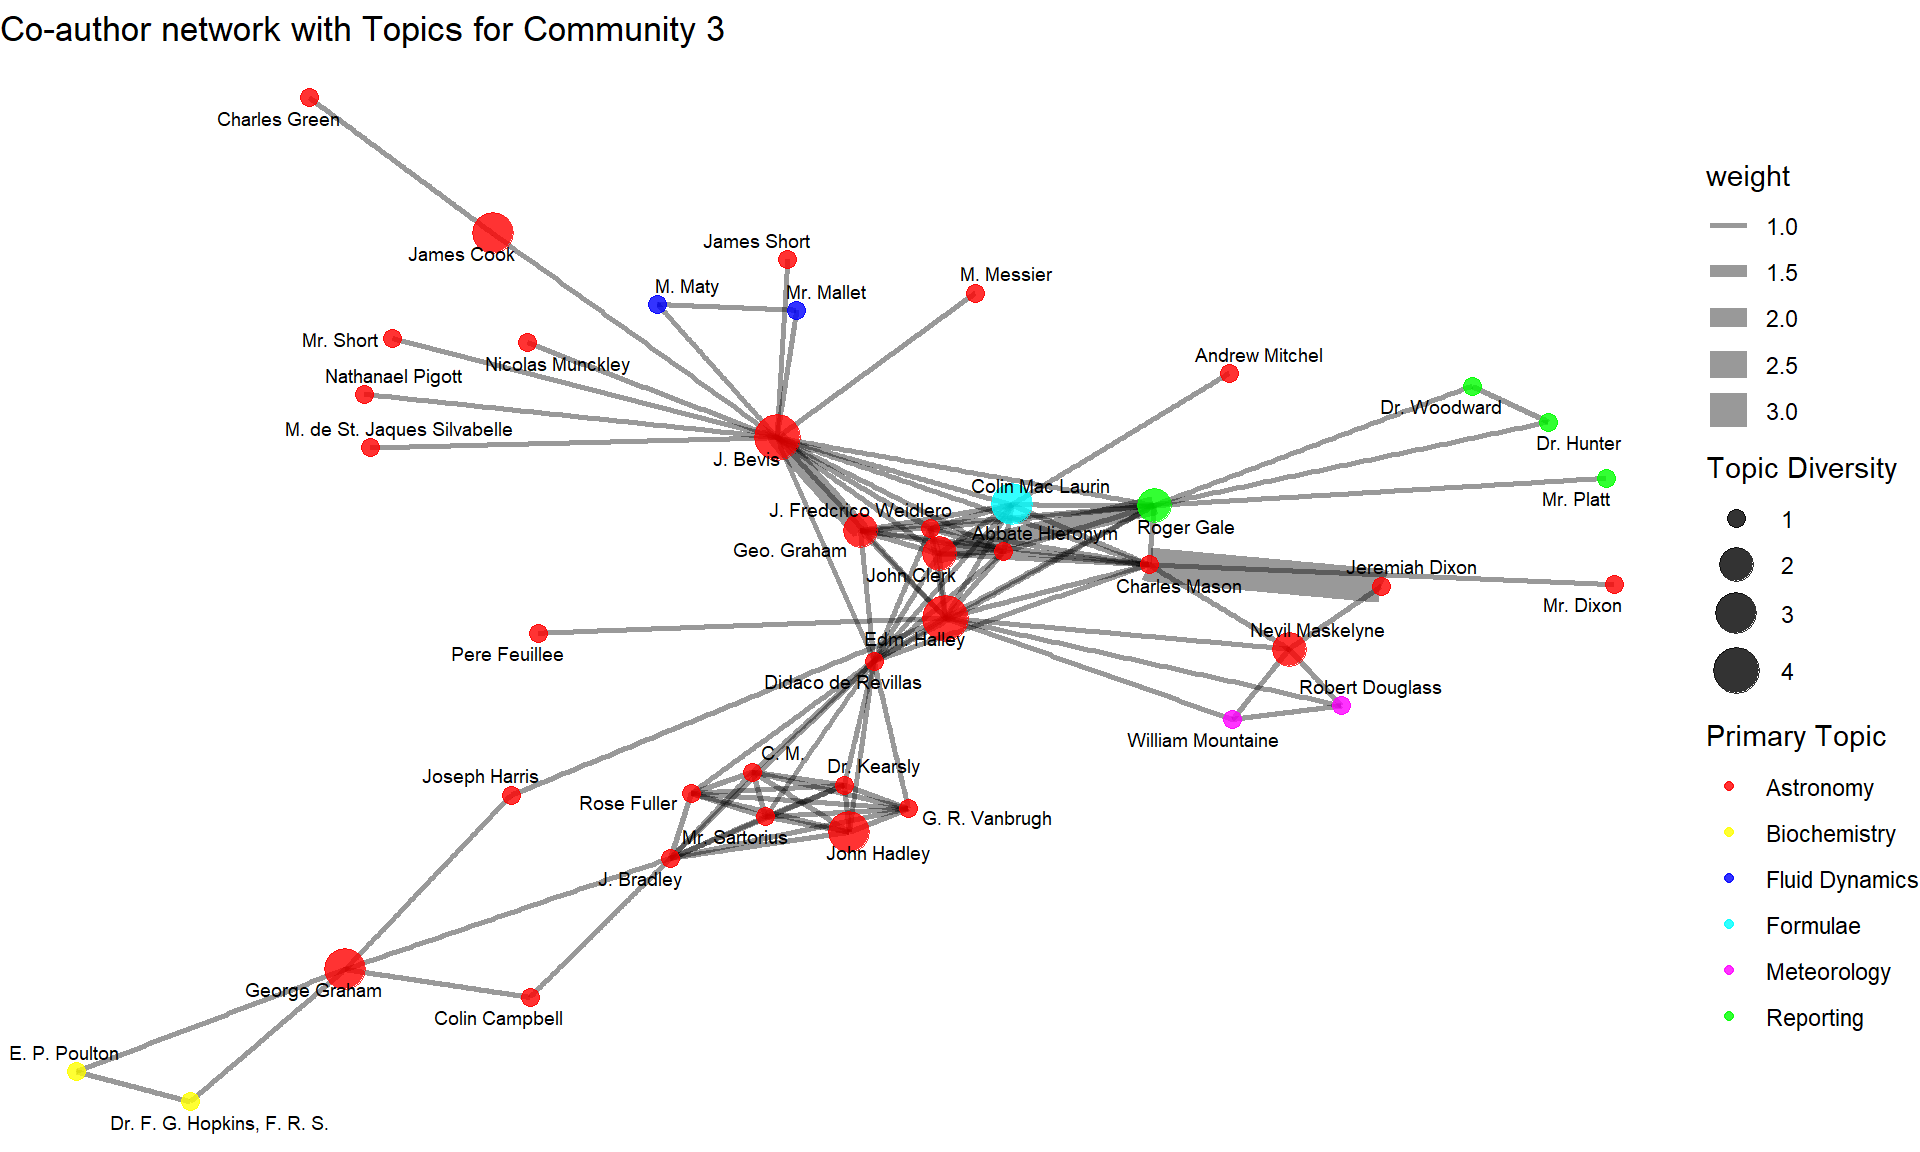 Co-author network with Topics for Community 3
Charles Green
James Cook
James Short
M. Maty
Mr. Mallet
M. Messier
Mr. Short
Nicolas Munckley
Nathanael Pigott
M. de St. Jaques Silvabelle
J. Bevis
Andrew Mitchel
Dr. Woodward
Dr. Hunter
Mr. Platt
Colin Mac Laurin
J. Fredcrico Weidlero
Roger Gale
Abbate Hieronym
Geo. Graham
John Clerk
Charles Mason
Jeremiah Dixon
Mr. Dixon
Edm. Halley
Nevil Maskelyne
Pere Feuillee
Didaco de Revillas
Robert Douglass
William Mountaine
C. M.
Dr. Kearsly
Joseph Harris
Rose Fuller
G. R. Vanbrugh
Mr. Sartorius
John Hadley
J. Bradley
George Graham
Colin Campbell
E. P. Poulton
Dr. F. G. Hopkins, F. R. S.
weight
1.0
1.5
2.0
2.5
3.0
Topic Diversity
1
2
3
4
Primary Topic
Astronomy
Biochemistry
Fluid Dynamics
Formulae
Meteorology
Reporting